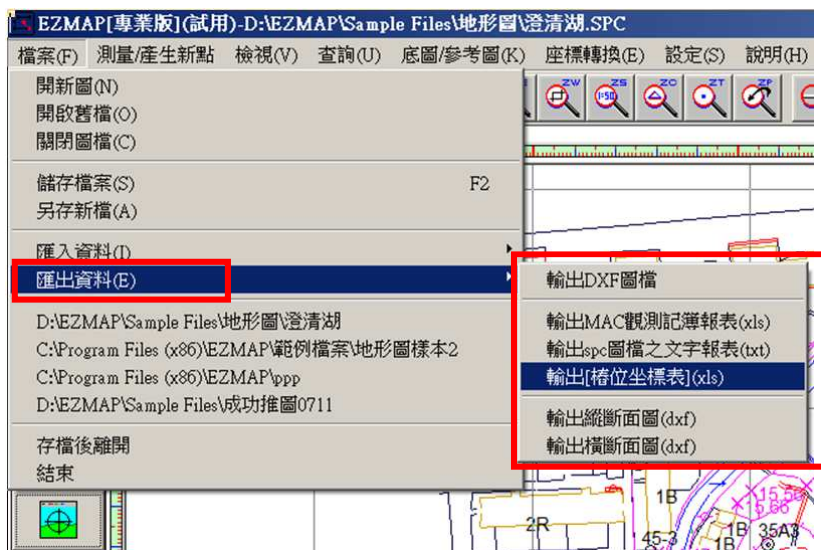 EZMAP[專業版](試用)-D:\EZMAP\Sample Files\地形圖\澄清湖.SPC
檔案(F) 測量/產生新點 檢視(V) 查詢(U) 底圖/參考圖(K) 座標轉換(E) 設定(S) 說明(H)
開新圖(N)
開啟舊檔(O)
關閉圖檔(C)
儲存檔案(S) F2
另存新檔(A)
匯入資料(I)
匯出資料(E)
D:\EZMAP\Sample Files\地形圖\澄清湖
C:\Program Files (x86)\EZMAP\範例檔案\地形圖樣本2
C:\Program Files (x86)\EZMAP\ppp
D:\EZMAP\Sample Files\成功推圖0711
存檔後離開
結束
ZW ZS ZC ZT ZP
輸出DXF圖檔
輸出MAC觀測記簿報表(xls)
輸出spc圖檔之文字報表(txt)
輸出[樁位坐標表](xls)
輸出縱斷面圖(dxf)
輸出橫斷面圖(dxf)
1B
2R
45-3
1B
1B
35A3